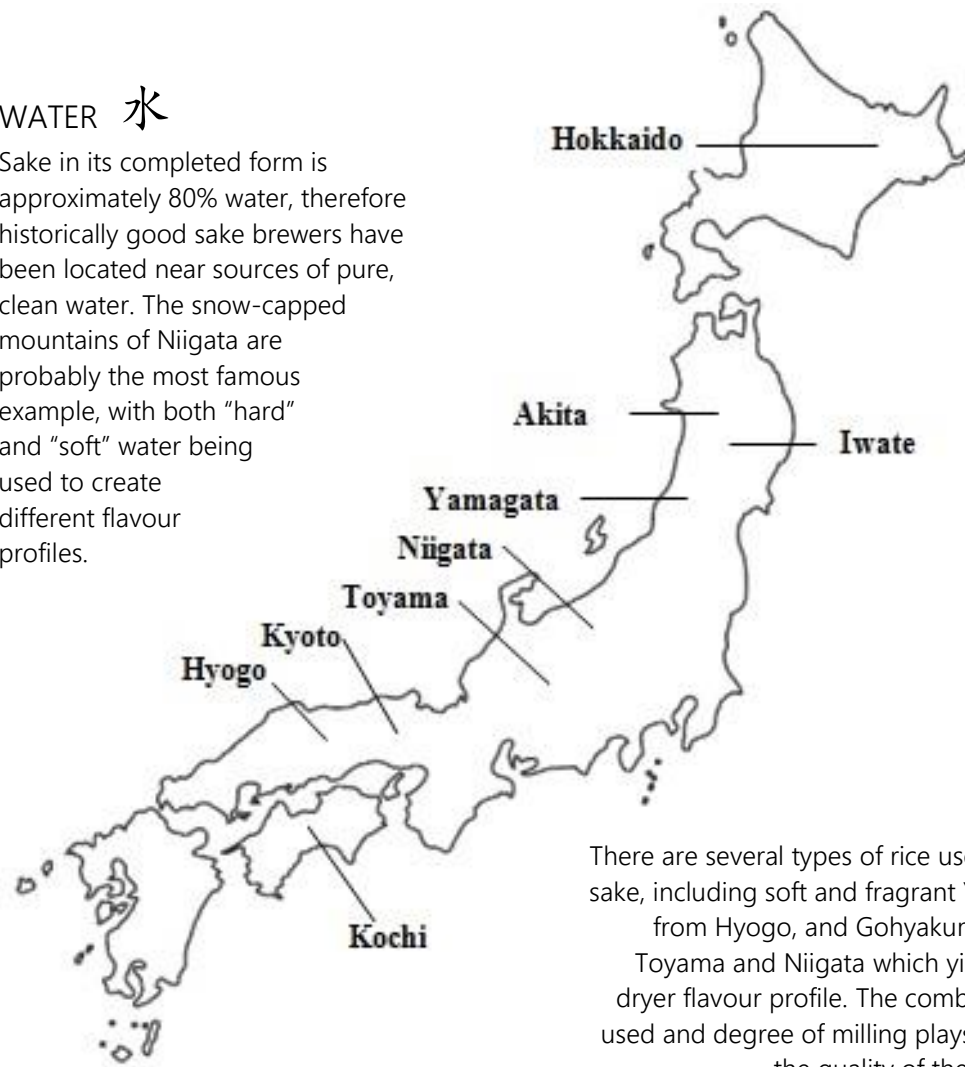 WATER 水
Sake in its completed form is
approximately 80% water, therefore
historically good sake brewers have
been located near sources of pure,
clean water. The snow-capped
mountains of Niigata are
probably the most famous
example, with both “hard”
and “soft” water being
used to create
different flavour
profiles.
Hokkaido
Akita
Iwate
Yamagata
Niigata
Toyama
Kyoto
Hyogo
Kochi
There are several types of rice
sake, including soft and fragrant
from Hyogo, and
Toyama and Niigata which
dryer flavour profile. The
used and degree of milling plays
the quality of the